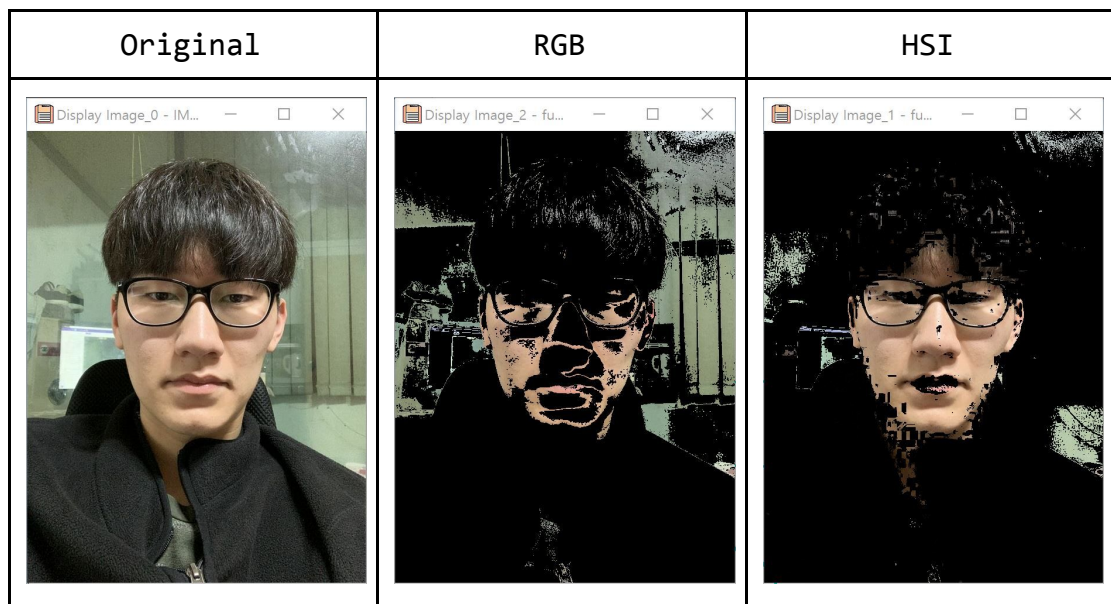 Original
RGB
HSI
Display Image_0 - IM...
Display Image_2 - fu...
Display Image_1 - fu...